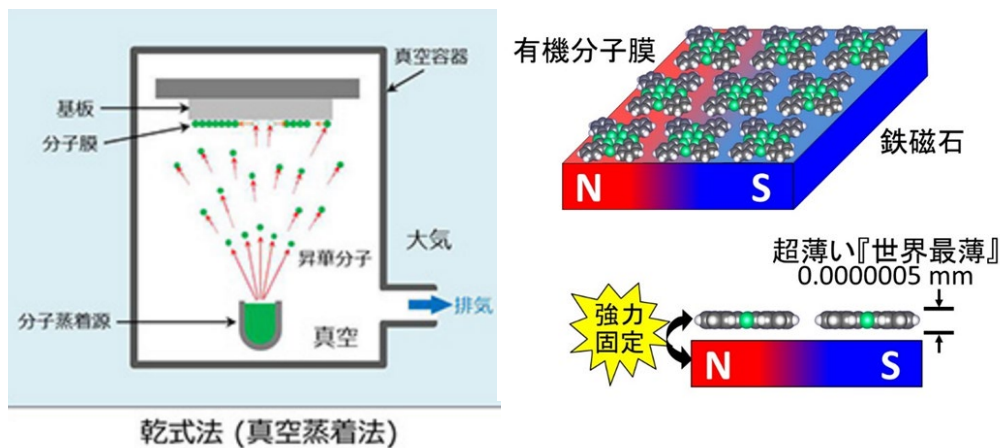 真空容器
基板
分子膜
大気
昇華分子
排気
分子蒸着源
真空
乾式法 (真空蒸着法)
有機分子膜
鉄磁石
N
S
超薄い『世界最薄』
0.0000005 mm
強力
固定
N
S